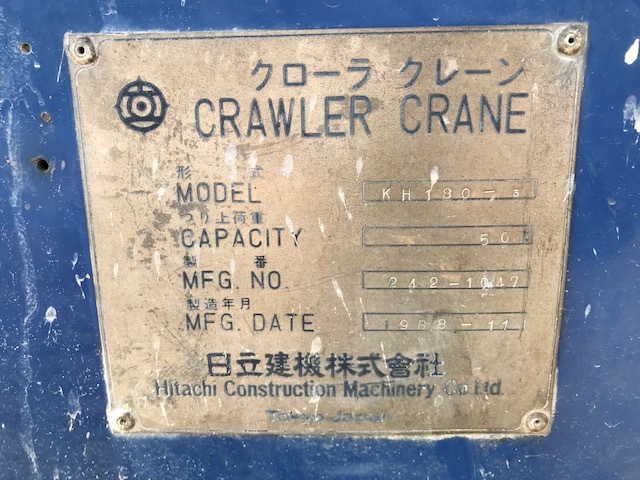 クローラ クレーン
CRAWLER CRANE
形 式
MODEL KH180-3
つり上荷重
CAPACITY 50t
製 番
MFG. NO 242-1047
製造年月
MFG. DATE 1988-11
日立建機株式會社
Hitachi Construction Machinery Co. Ltd.
Tokyo Japan